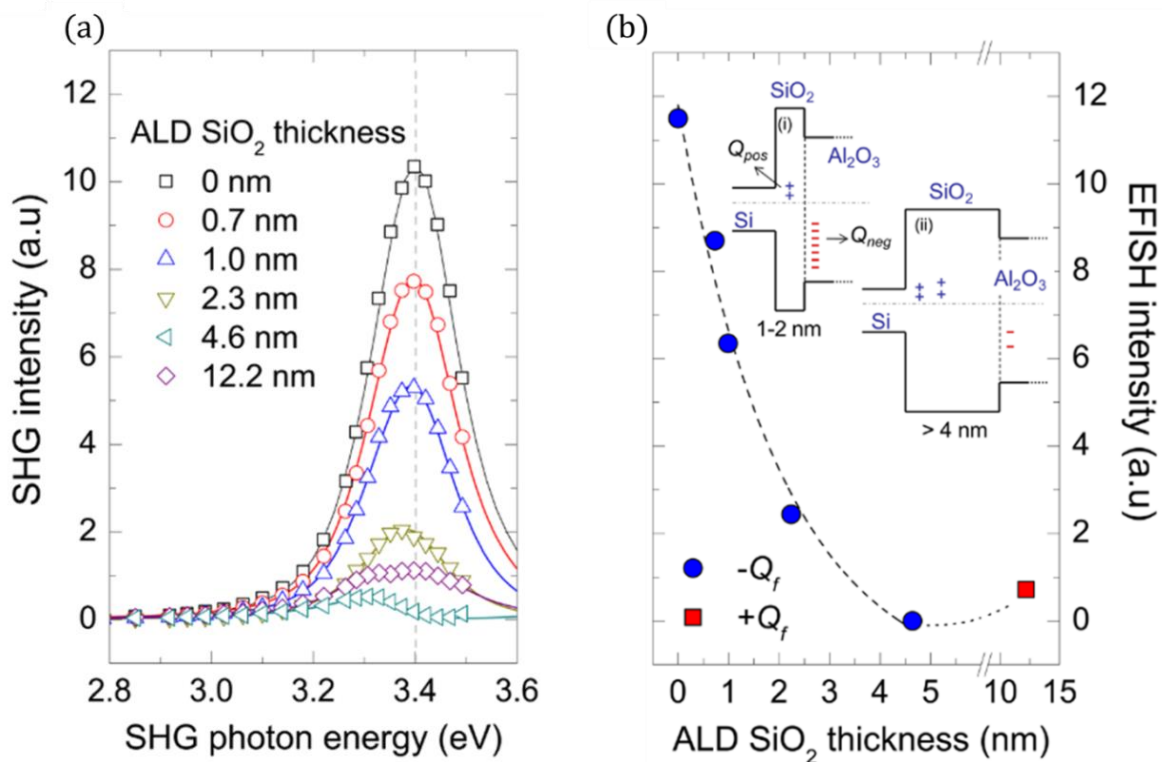 (a)
SHG intensity (a.u)
12
10
8
6
4
2
0
ALD SiO₂ thickness
0 nm
0.7 nm
1.0 nm
2.3 nm
4.6 nm
12.2 nm
2.8 3.0 3.2 3.4 3.6
SHG photon energy (eV)
(b)
SiO₂
(i)
Qpos
Al₂O₃
++
++
Si
Qneg
1-2 nm
SiO₂
(ii)
Al₂O₃
++ ++
Si
> 4 nm
-Qf
+Qf
0 1 2 3 4 5 10 15
ALD SiO₂ thickness (nm)
12
10
8
6
4
2
0
EFISH intensity (a.u)